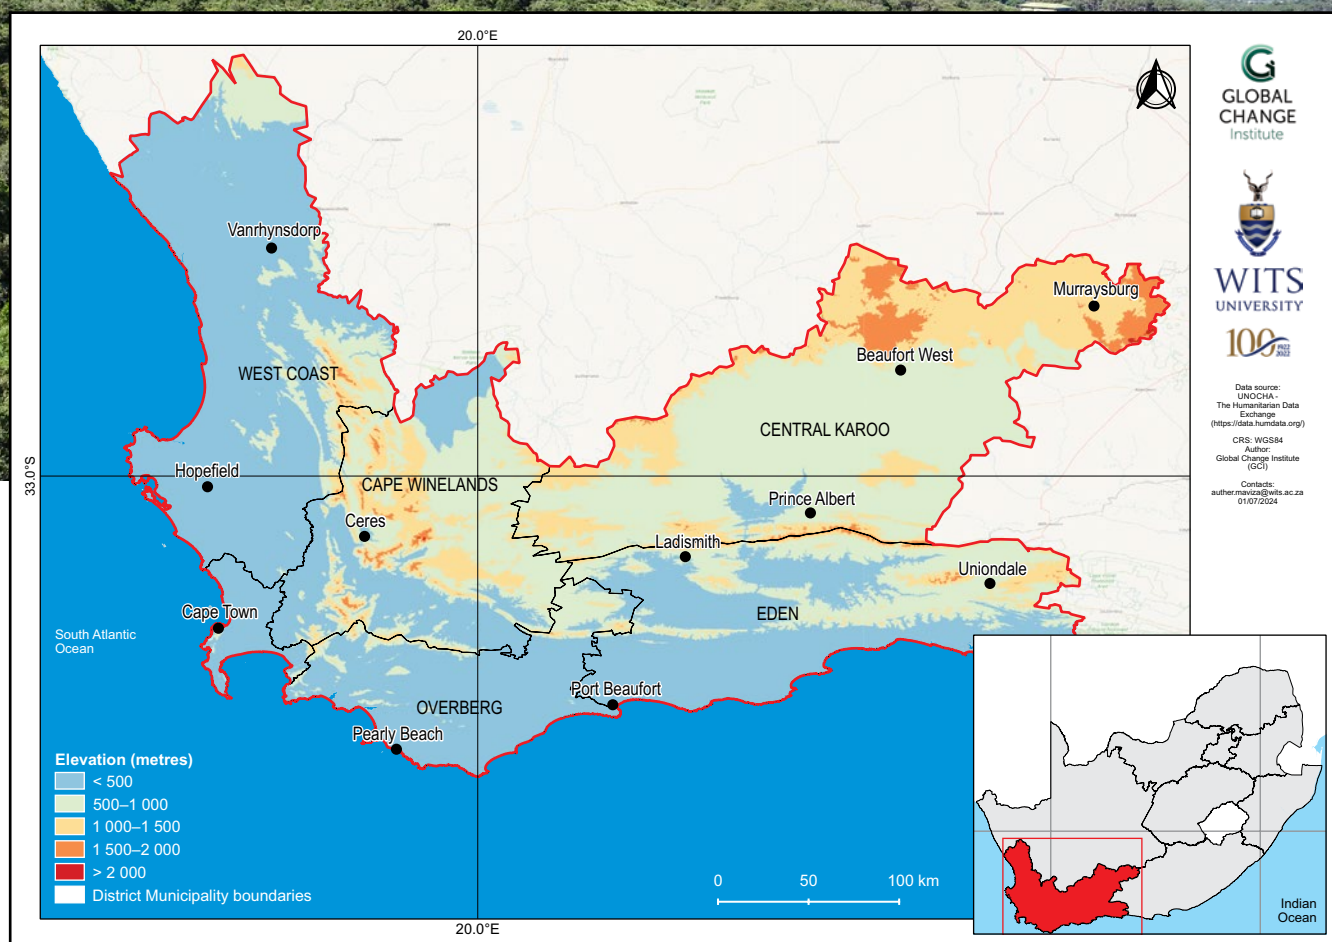 20.0°E
33.0°S
Vanrhynsdorp
Murraysburg
Beaufort West
WEST COAST
CENTRAL KAROO
Hopefield
CAPE WINELANDS
Prince Albert
Ceres
Ladismith
Uniondale
Cape Town
EDEN
South Atlantic
Ocean
Port Beaufort
OVERBERG
Pearly Beach
Elevation (metres)
< 500
500–1 000
1 000–1 500
1 500–2 000
> 2 000
District Municipality boundaries
0 50 100 km
20.0°E
Indian
Ocean
GLOBAL
CHANGE
Institute
WITS
UNIVERSITY
100 1922
2022
Data source:
UNOCHA -
The Humanitarian Data
Exchange
(https://data.humdata.org/)
CRS: WGS84
Author:
Global Change Institute
(GCI)
Contacts:
auther.maviza@wits.ac.za
01/07/2024